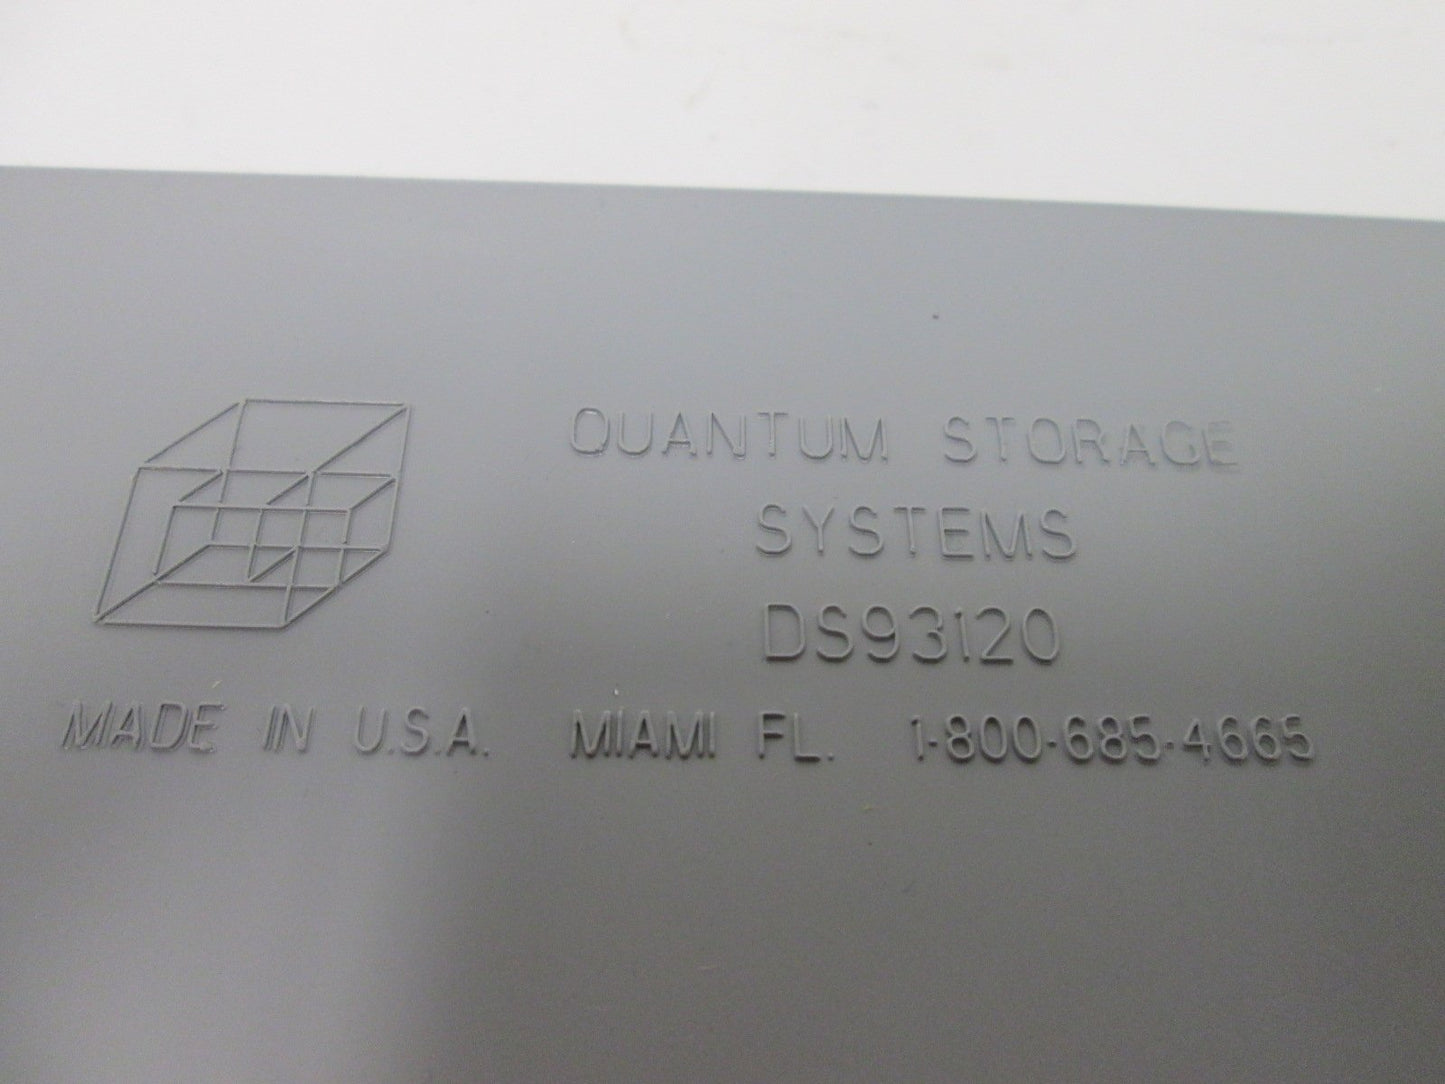 QUANTUM STORAGE
SYSTEMS
DS93120
MADE IN U.S.A. MIAMI FL. 1-800-685-4665